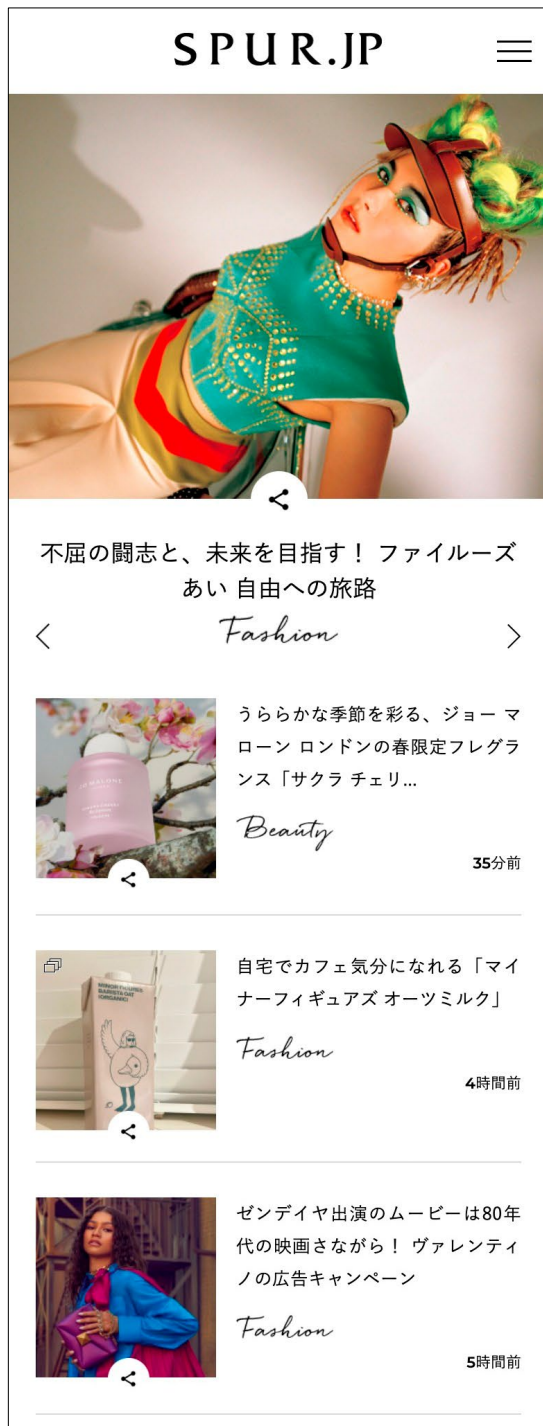 SPUR.JP
不屈の闘志と、未来を目指す！ ファイルーズ
あい 自由への旅路
Fashion
うららかな季節を彩る、ジョー マ
ローン ロンドンの春限定フレグラ
ンス「サクラ チェリ...
Beauty
35分前
JO MALONE
自宅でカフェ気分になれる「マイ
ナーフィギュアズ オーツミルク」
Fashion
4時間前
MINOR FIGURES
BARISTA OAT
(ORGANIC)
ゼンデイヤ出演のムービーは80年
代の映画さながら！ ヴァレンティ
ノの広告キャンペーン
Fashion
5時間前